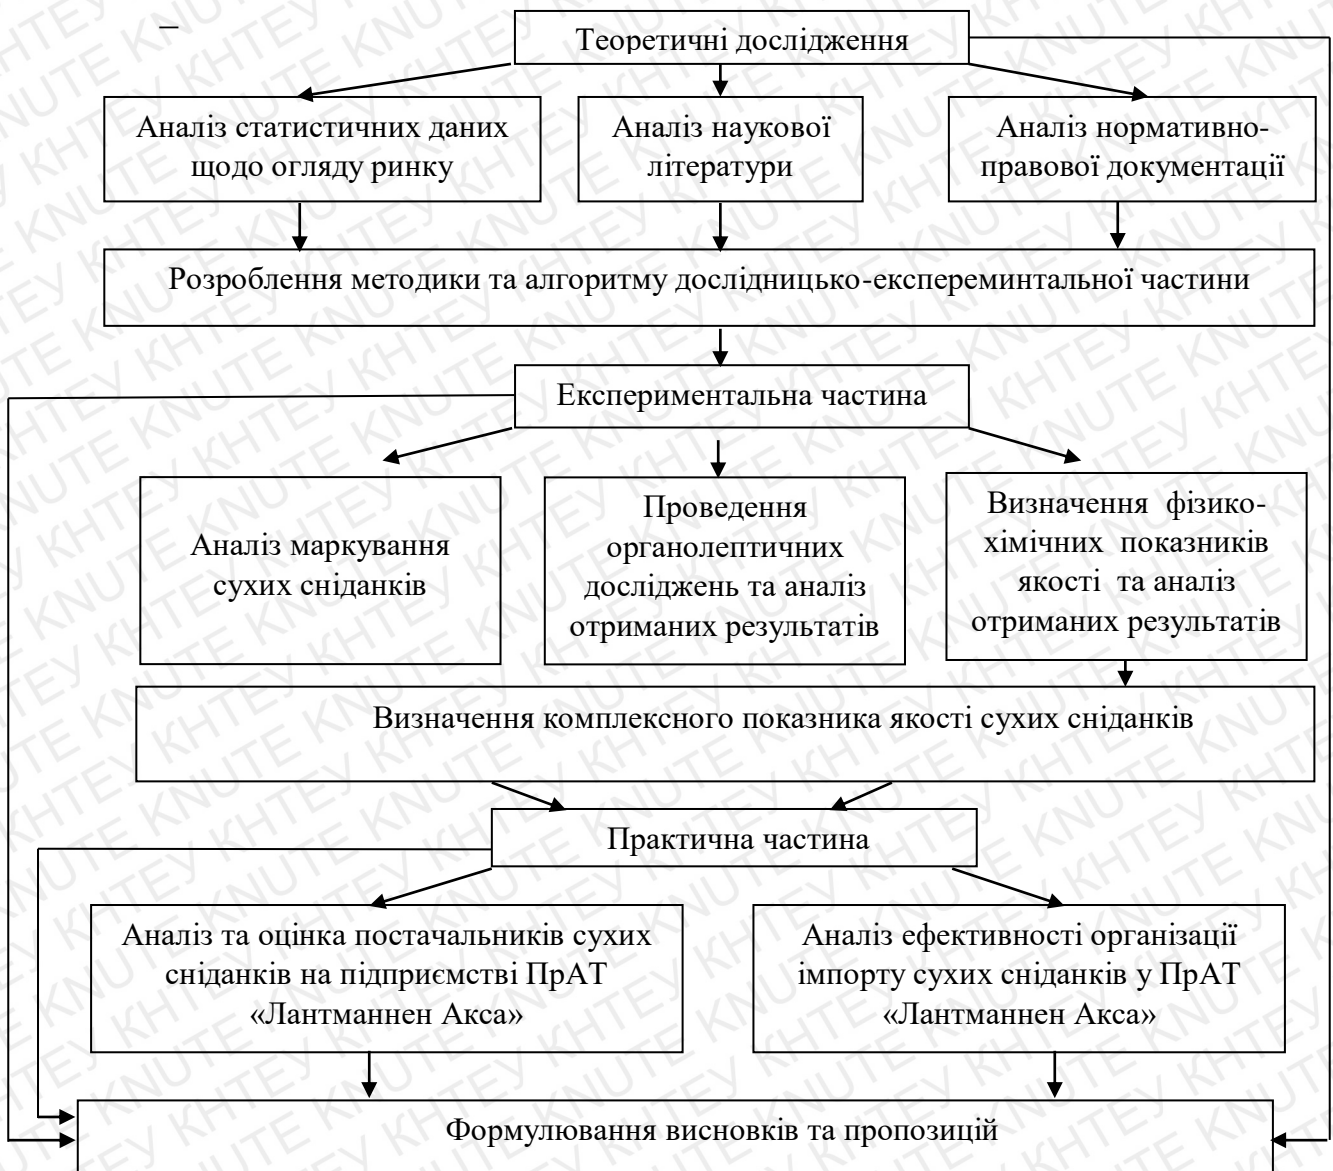 Теоретичні дослідження
Аналіз статистичних даних
щодо огляду ринку
Аналіз наукової
літератури
Аналіз нормативно-
правової документації
Розроблення методики та алгоритму дослідницько-експереминтальної частини
Експериментальна частина
Аналіз маркування
сухих сніданків
Проведення
органолептичних
досліджень та аналіз
отриманих результатів
Визначення фізико-
хімічних показників
якості та аналіз
отриманих результатів
Визначення комплексного показника якості сухих сніданків
Практична частина
Аналіз та оцінка постачальників сухих
сніданків на підприємстві ПрАТ
«Лантманнен Акса»
Аналіз ефективності організації
імпорту сухих сніданків у ПрАТ
«Лантманнен Акса»
Формулювання висновків та пропозицій